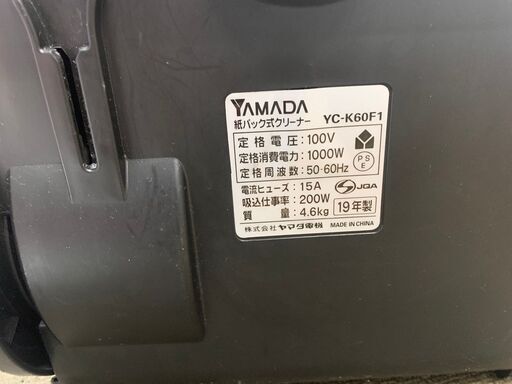 YAMADA
紙パック式クリーナー YC-K60F1
定格電圧：100V
定格消費電力：1000W
定格周波数：50·60Hz
PSE
電流ヒューズ：15A
JQA
吸込仕事率：200W
質量：4.6kg
19年製
株式会社ヤマダ電機 MADE IN CHINA